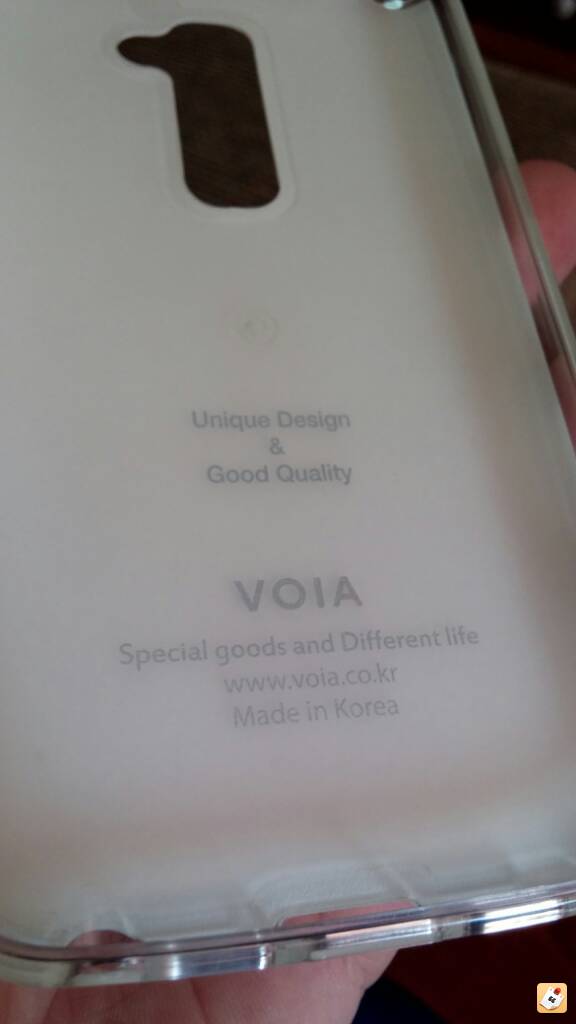 Unique Design
&
Good Quality
VOIA
Special goods and Different life
www.voia.co.kr
Made in Korea